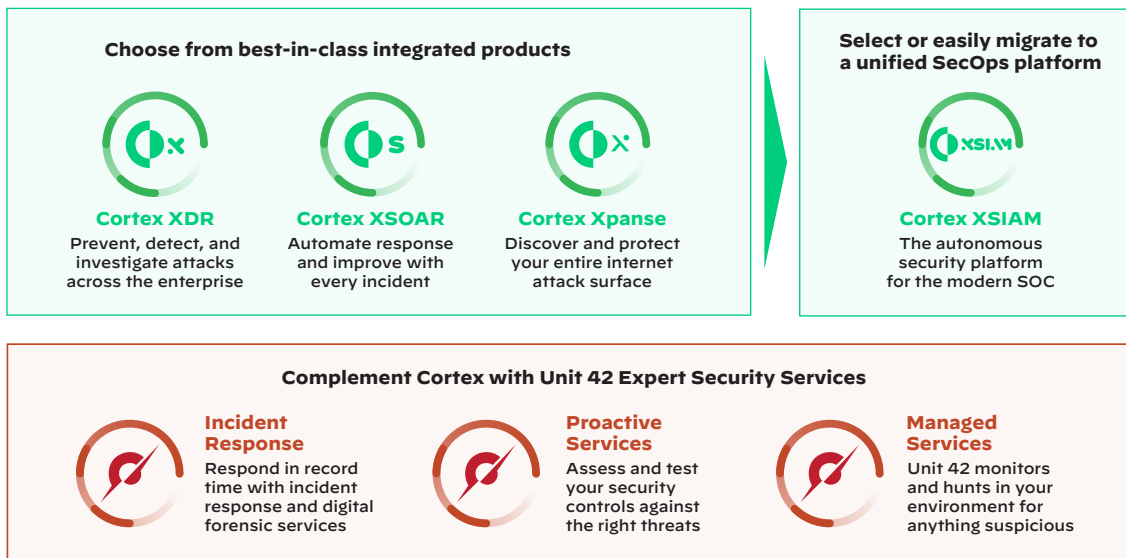 Choose from best-in-class integrated products
x
Cortex XDR
Prevent, detect, and
investigate attacks
across the enterprise
s
Cortex XSOAR
Automate response
and improve with
every incident
X
Cortex Xpanse
Discover and protect
your entire internet
attack surface
Select or easily migrate to
a unified SecOps platform
XSIAM
Cortex XSIAM
The autonomous
security platform
for the modern SOC
Complement Cortex with Unit 42 Expert Security Services
Incident
Response
Respond in record
time with incident
response and digital
forensic services
Proactive
Services
Assess and test
your security
controls against
the right threats
Managed
Services
Unit 42 monitors
and hunts in your
environment for
anything suspicious